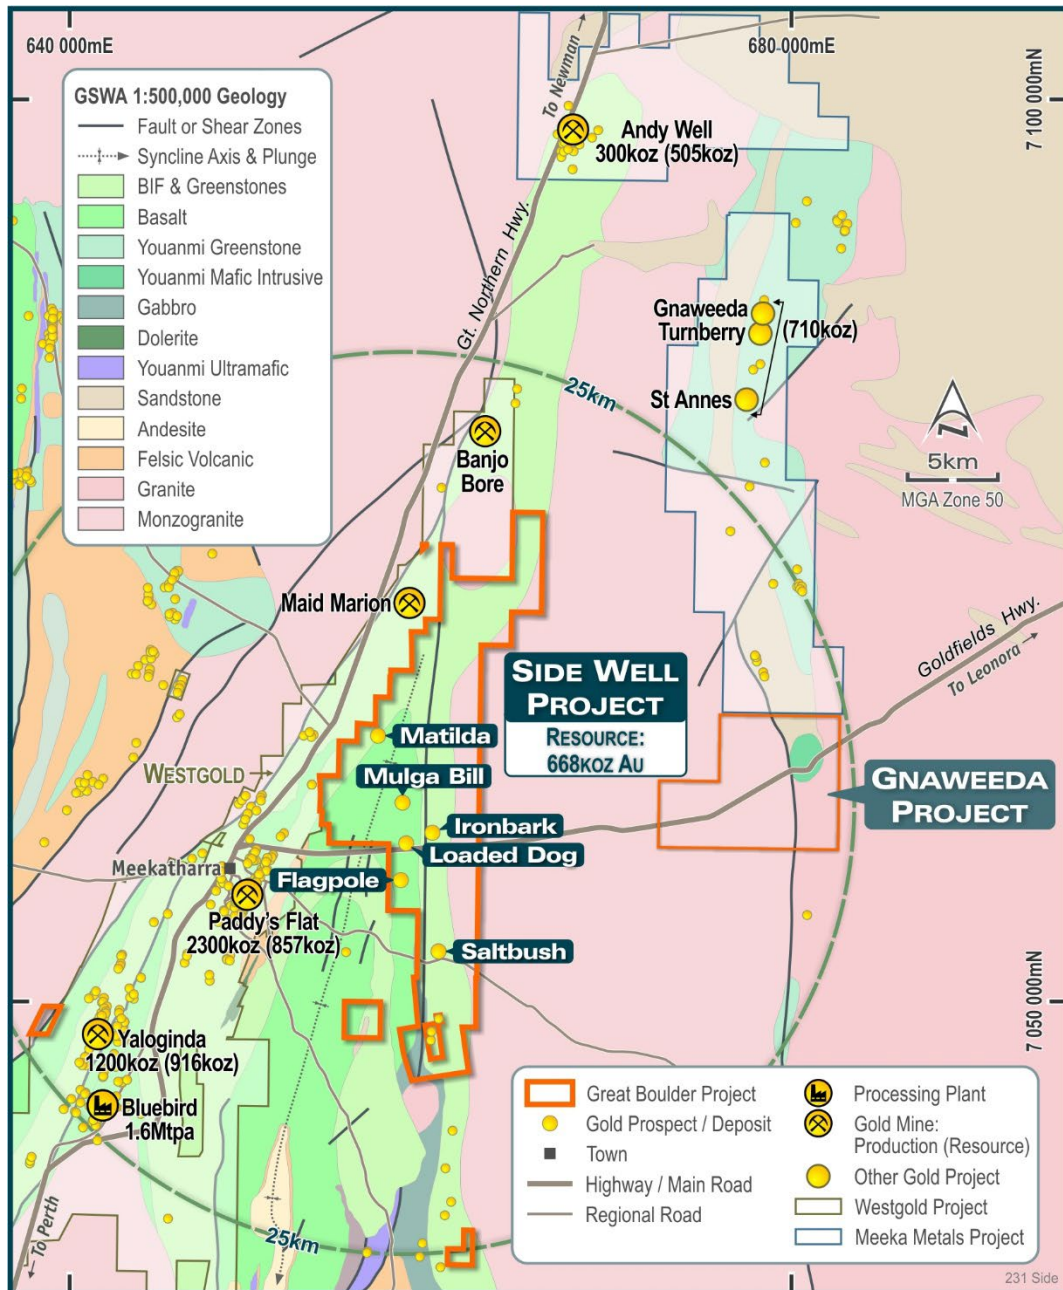 640 000mE
680 000mE
7 100 000mN
7 050 000mN
GSWA 1:500,000 Geology
Fault or Shear Zones
Syncline Axis & Plunge
BIF & Greenstones
Basalt
Youanmi Greenstone
Youanmi Mafic Intrusive
Gabbro
Dolerite
Youanmi Ultramafic
Sandstone
Andesite
Felsic Volcanic
Granite
Monzogranite
To Newman
Andy Well
300koz (505koz)
Gt. Northern Hwy.
Gnaweeda
Turnberry
(710koz)
St Annes
25km
Banjo
Bore
N
5km
MGA Zone 50
Maid Marion
Goldfields Hwy.
To Leonora
SIDE WELL
PROJECT
RESOURCE:
668KOZ AU
Matilda
Mulga Bill
WESTGOLD
Ironbark
Loaded Dog
GNAWEEDA
PROJECT
Meekatharra
Flagpole
Paddy's Flat
2300koz (857koz)
Saltbush
Yaloginda
1200koz (916koz)
Bluebird
1.6Mtpa
To Perth
25km
Great Boulder Project
Gold Prospect / Deposit
Town
Highway / Main Road
Regional Road
Processing Plant
Gold Mine:
Production (Resource)
Other Gold Project
Westgold Project
Meeka Metals Project
231 Side